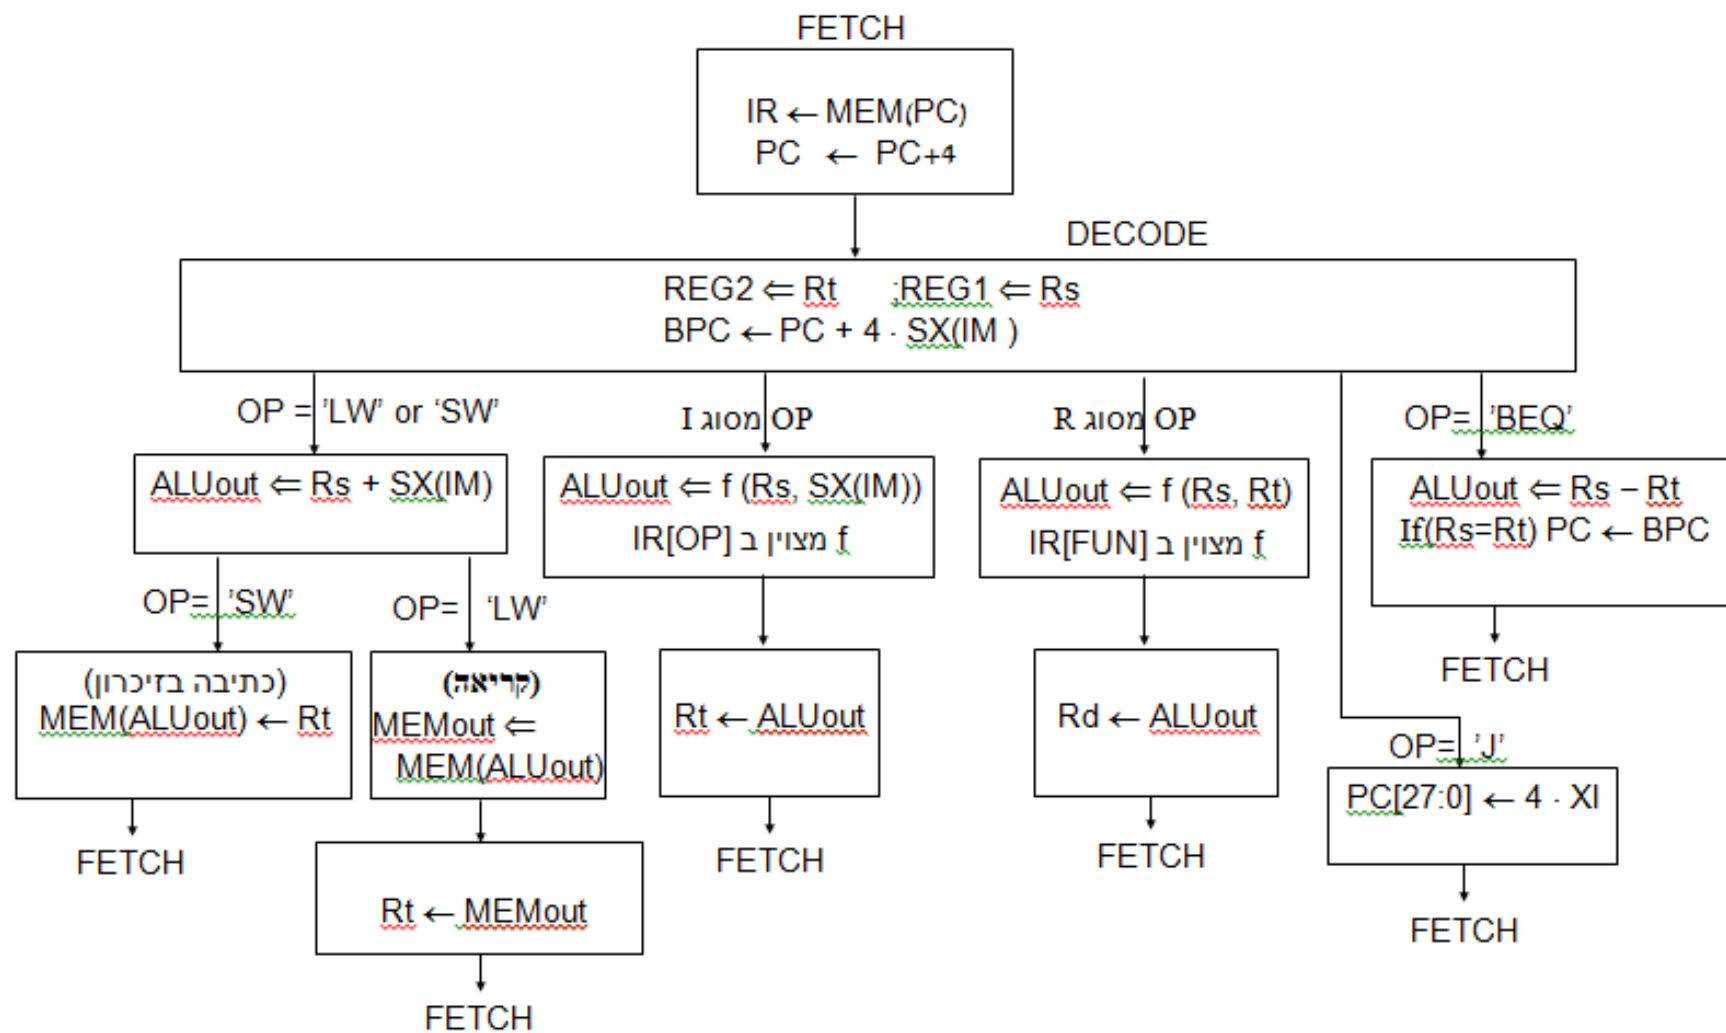 FETCH
IR ← MEM(PC)
PC ← PC+4
DECODE
REG2 ⇐ Rt ;REG1 ⇐ Rs
BPC ← PC + 4 · SX(IM )
OP = ’LW’ or ‘SW’
OP מסוג I
OP מסוג R
OP= ’BEQ’
ALUout ⇐ Rs + SX(IM)
ALUout ⇐ f (Rs, SX(IM))
f מצוין ב IR[OP]
ALUout ⇐ f (Rs, Rt)
f מצוין ב IR[FUN]
ALUout ⇐ Rs – Rt
If(Rs=Rt) PC ← BPC
OP= ’SW’
OP= ‘LW’
FETCH
(כתיבה בזיכרון)
MEM(ALUout) ← Rt
(קריאה)
MEMout ⇐
MEM(ALUout)
Rt ← ALUout
Rd ← ALUout
OP= ’J’
PC[27:0] ← 4 · XI
FETCH
FETCH
FETCH
Rt ← MEMout
FETCH
FETCH